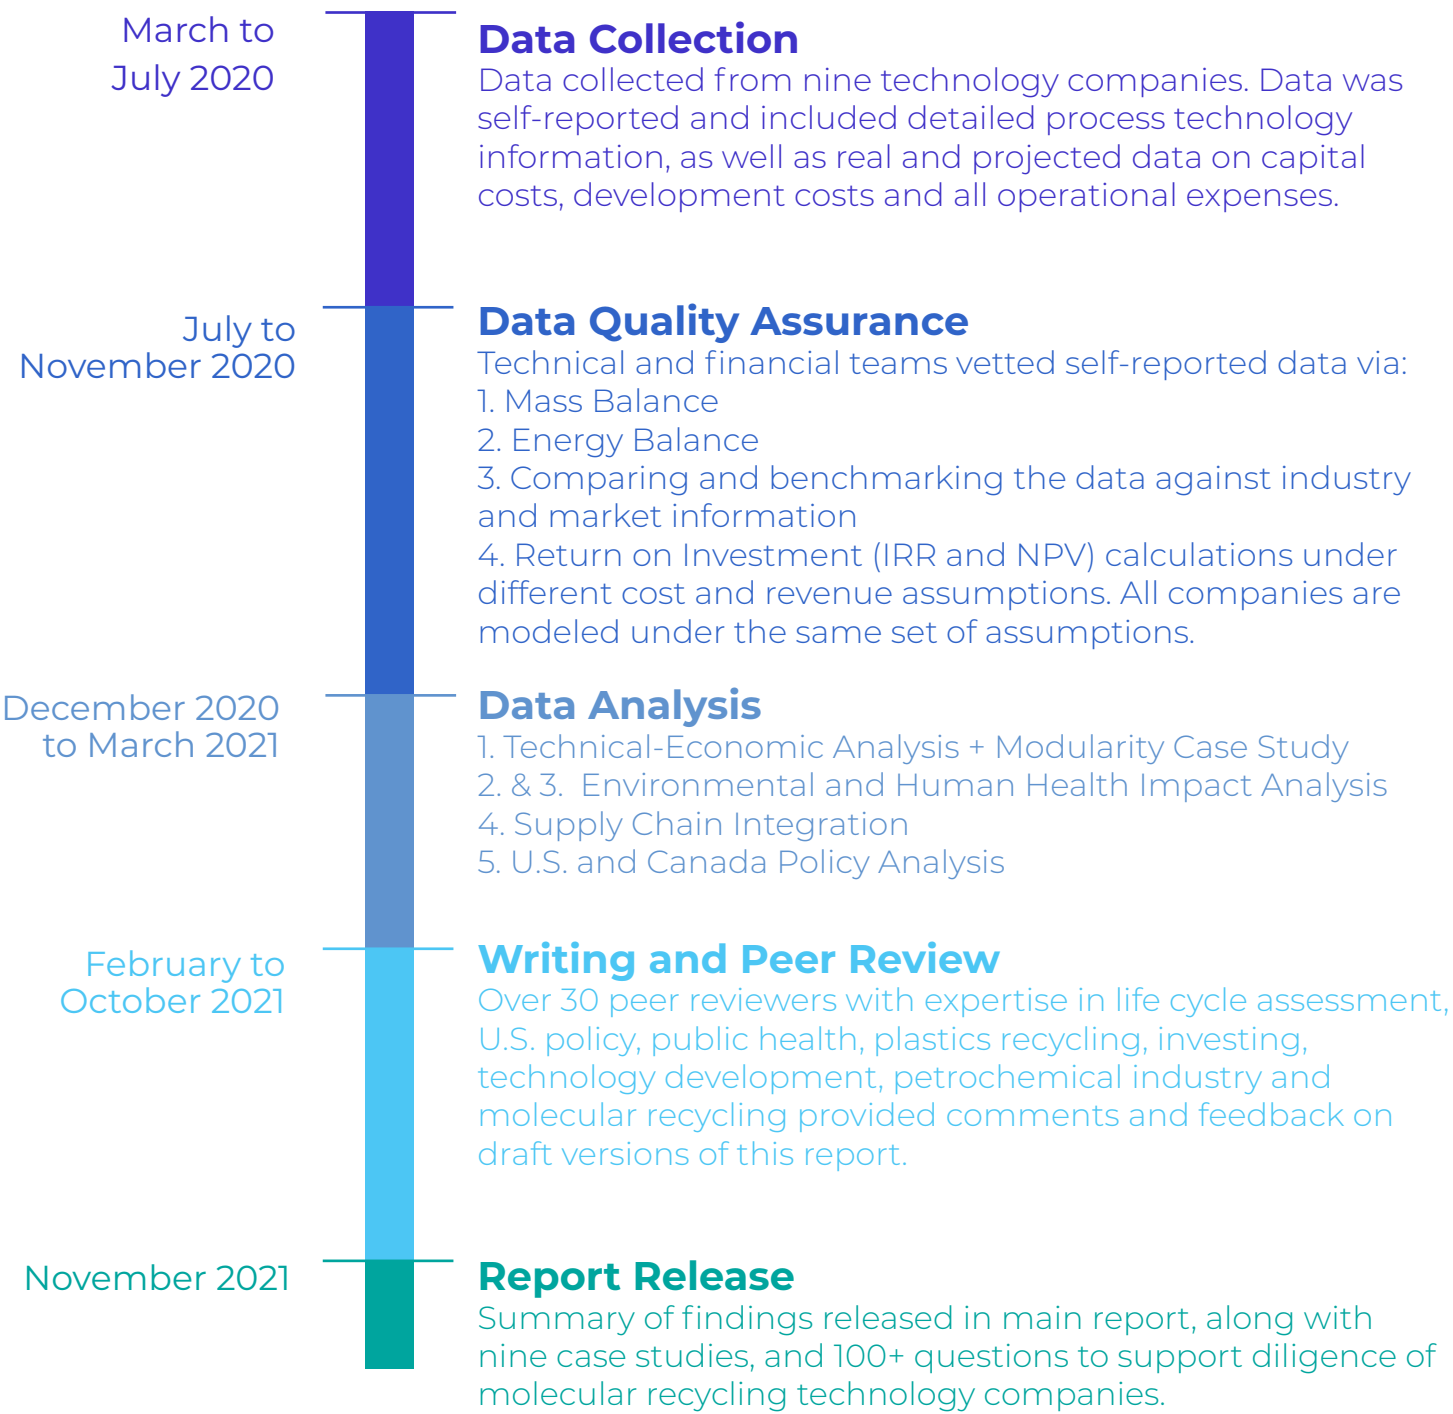 March to
July 2020
Data Collection
Data collected from nine technology companies. Data was
self-reported and included detailed process technology
information, as well as real and projected data on capital
costs, development costs and all operational expenses.
July to
November 2020
Data Quality Assurance
Technical and financial teams vetted self-reported data via:
1. Mass Balance
2. Energy Balance
3. Comparing and benchmarking the data against industry
and market information
4. Return on Investment (IRR and NPV) calculations under
different cost and revenue assumptions. All companies are
modeled under the same set of assumptions.
December 2020
to March 2021
Data Analysis
1. Technical-Economic Analysis + Modularity Case Study
2. & 3.  Environmental and Human Health Impact Analysis
4. Supply Chain Integration
5. U.S. and Canada Policy Analysis
February to
October 2021
Writing and Peer Review
Over 30 peer reviewers with expertise in life cycle assessment,
U.S. policy, public health, plastics recycling, investing,
technology development, petrochemical industry and
molecular recycling provided comments and feedback on
draft versions of this report.
November 2021
Report Release
Summary of findings released in main report, along with
nine case studies, and 100+ questions to support diligence of
molecular recycling technology companies.